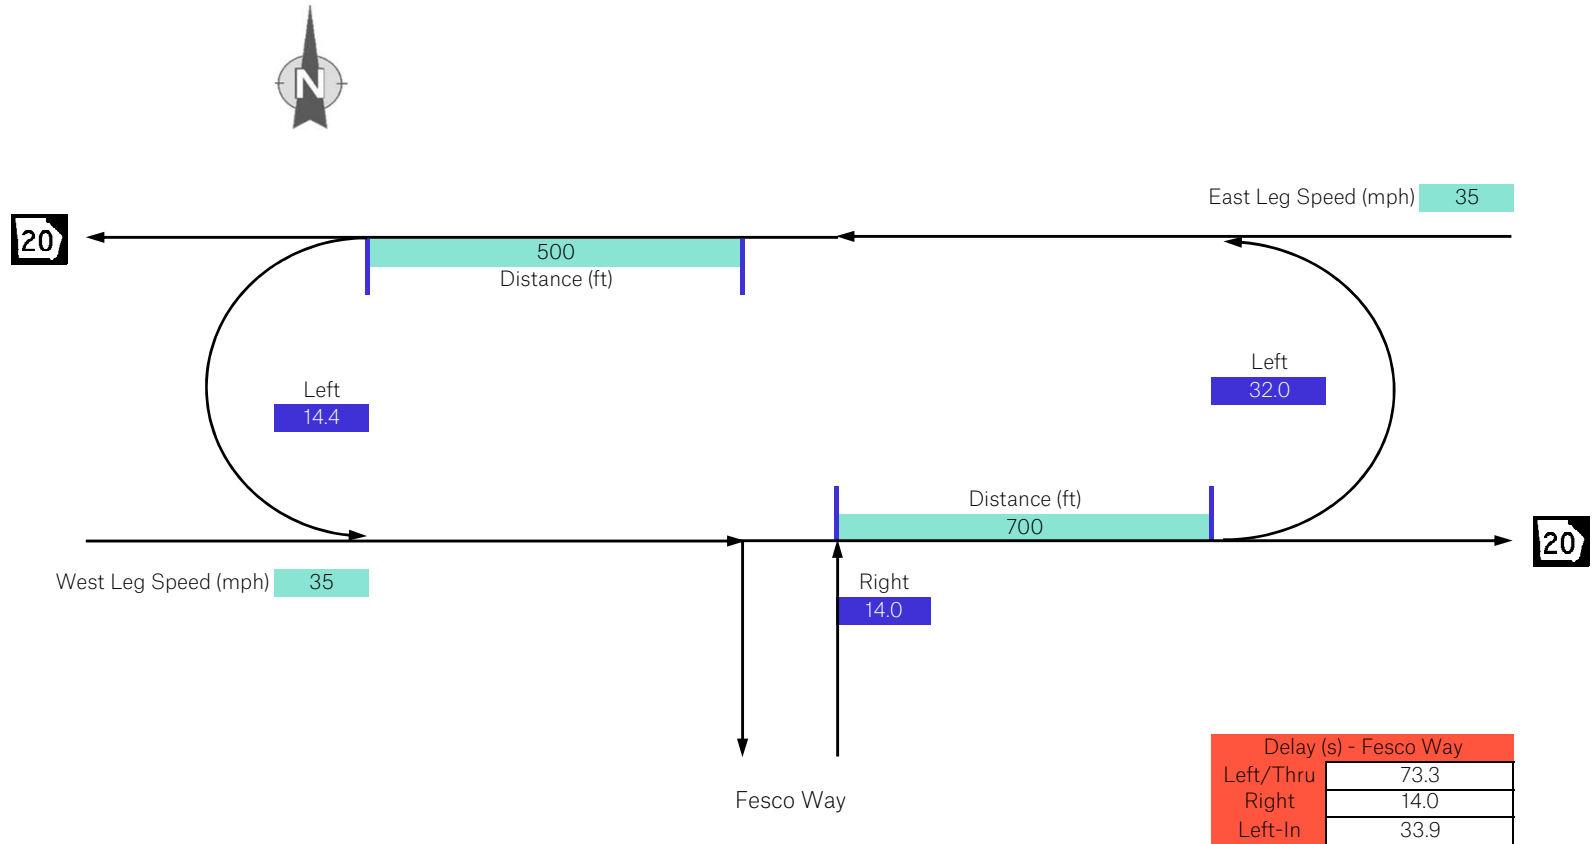 N
East Leg Speed (mph) 35
20
500
Distance (ft)
Left
32.0
Left
14.4
Distance (ft)
700
20
West Leg Speed (mph) 35
Right
14.0
Delay (s) - Fesco Way
Left/Thru 73.3
Fesco Way
Right 14.0
Left-In 33.9